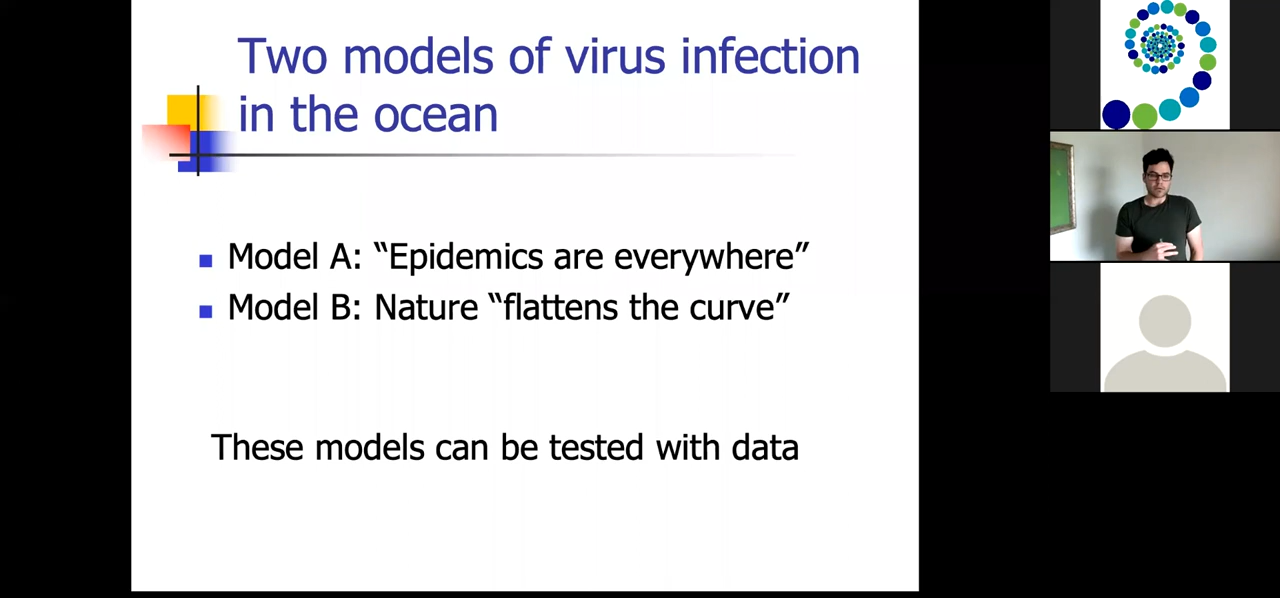 Two models of virus infection
in the ocean
Model A: “Epidemics are everywhere”
Model B: Nature “flattens the curve”
These models can be tested with data